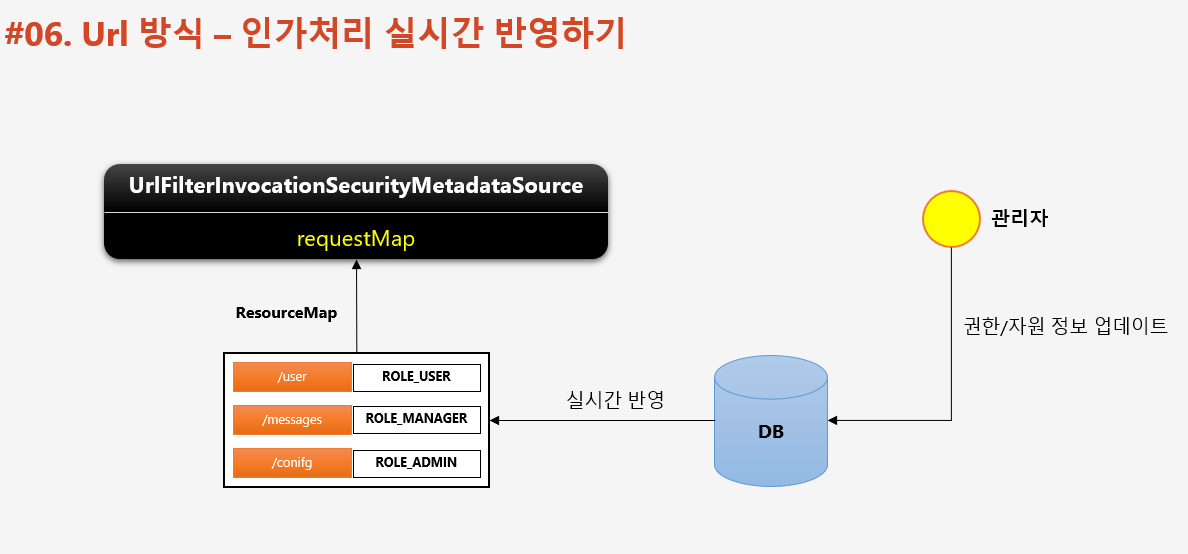 #06. Url 방식 – 인가처리 실시간 반영하기
UrlFilterInvocationSecurityMetadataSource
requestMap
관리자
ResourceMap
권한/자원 정보 업데이트
/user ROLE_USER
/messages ROLE_MANAGER
/conifg ROLE_ADMIN
실시간 반영
DB